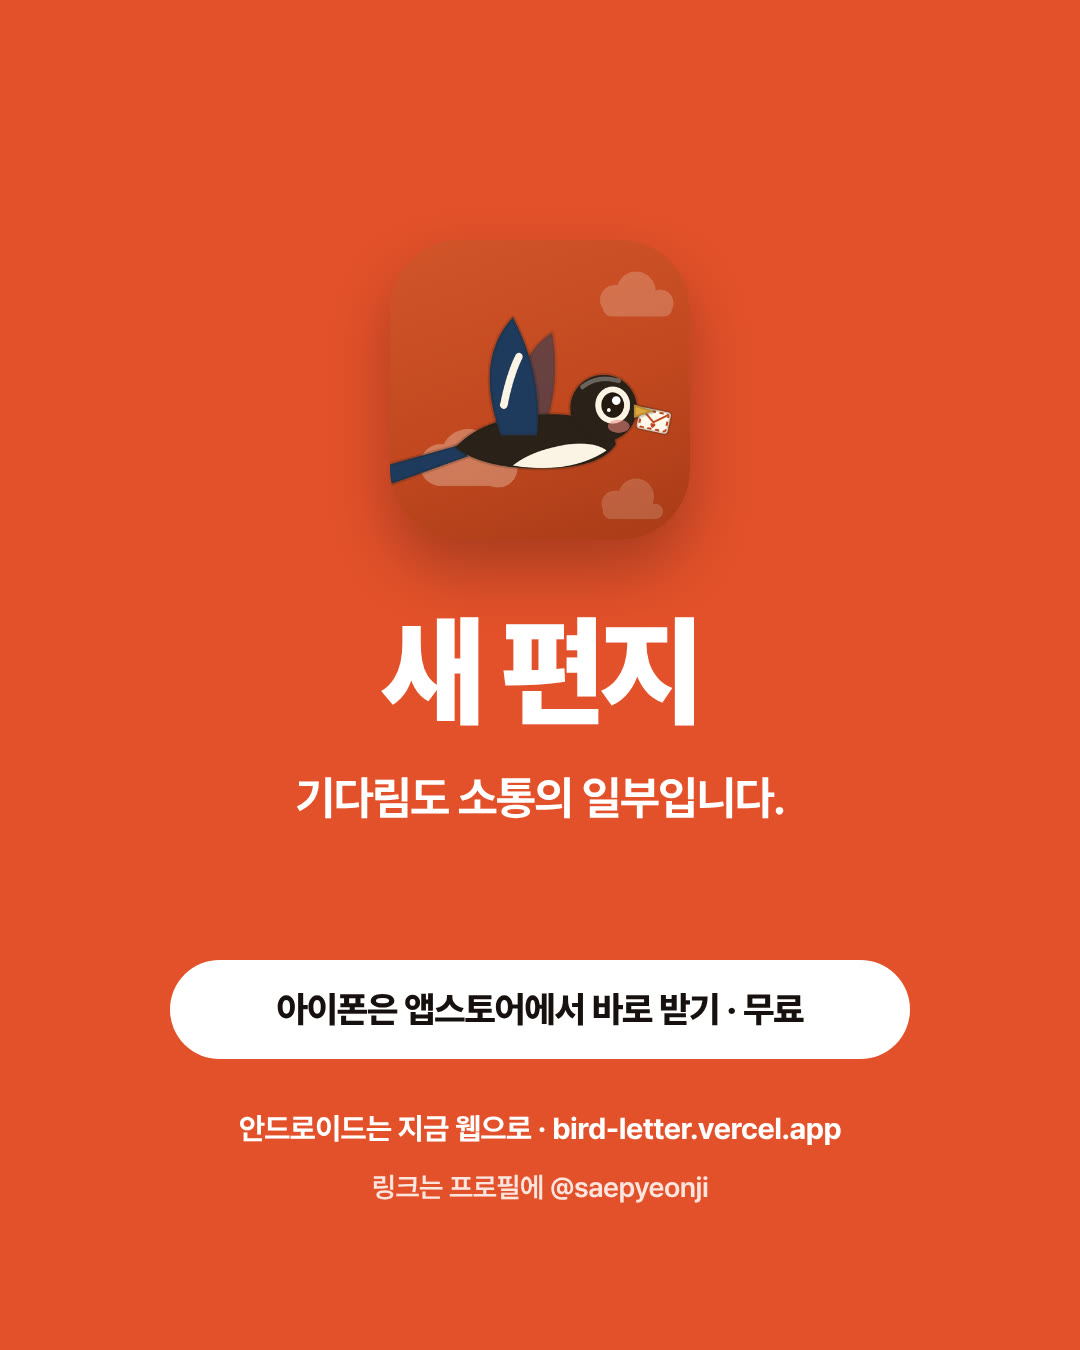 새 편지
기다림도 소통의 일부입니다.
아이폰은 앱스토어에서 바로 받기 · 무료
안드로이드는 지금 웹으로 · bird-letter.vercel.app
링크는 프로필에 @saepyeonji